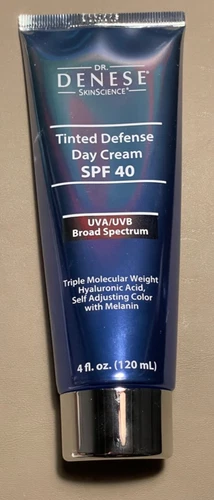 DR.
DENESE®
SKINSCIENCE®
Tinted Defense
Day Cream
SPF 40
UVA/UVB
Broad Spectrum
Triple Molecular Weight
Hyaluronic Acid,
Self Adjusting Color
with Melanin
4 fl. oz. (120 mL)